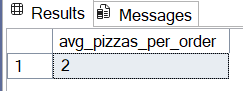 Results Messages
avg_pizzas_per_order
1 2